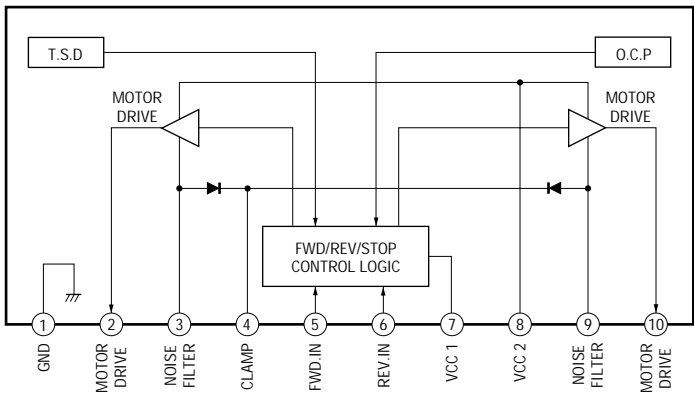 T.S.D
O.C.P
MOTOR
DRIVE
MOTOR
DRIVE
FWD/REV/STOP
CONTROL LOGIC
1
2
3
4
5
6
7
8
9
10
GND
MOTOR
DRIVE
NOISE
FILTER
CLAMP
FWD.IN
REV.IN
VCC 1
VCC 2
NOISE
FILTER
MOTOR
DRIVE